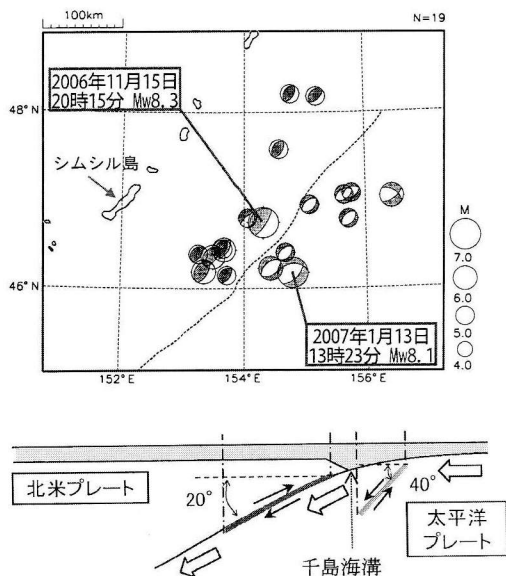 100km
N=19
2006年11月15日
20時15分 Mw8.3
48°N
シムシル島
46°N
M
7.0
6.0
5.0
4.0
2007年1月13日
13時23分 Mw8.1
152°E
154°E
156°E
北米プレート
20°
40°
太平洋
プレート
千島海溝